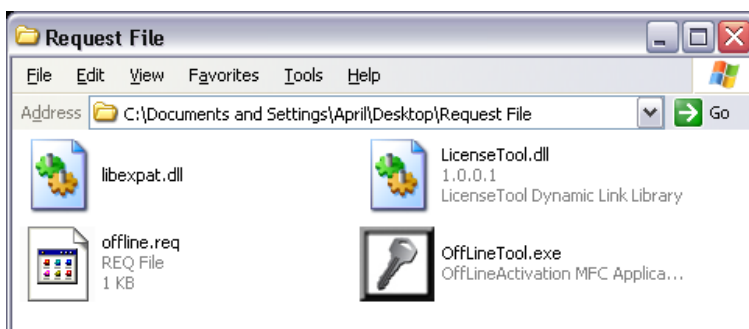 Request File
File Edit View Favorites Tools Help
Address C:\Documents and Settings\April\Desktop\Request File Go
libexpat.dll
LicenseTool.dll
1.0.0.1
LicenseTool Dynamic Link Library
offline.req
REQ File
1 KB
OffLineTool.exe
OffLineActivation MFC Applica...